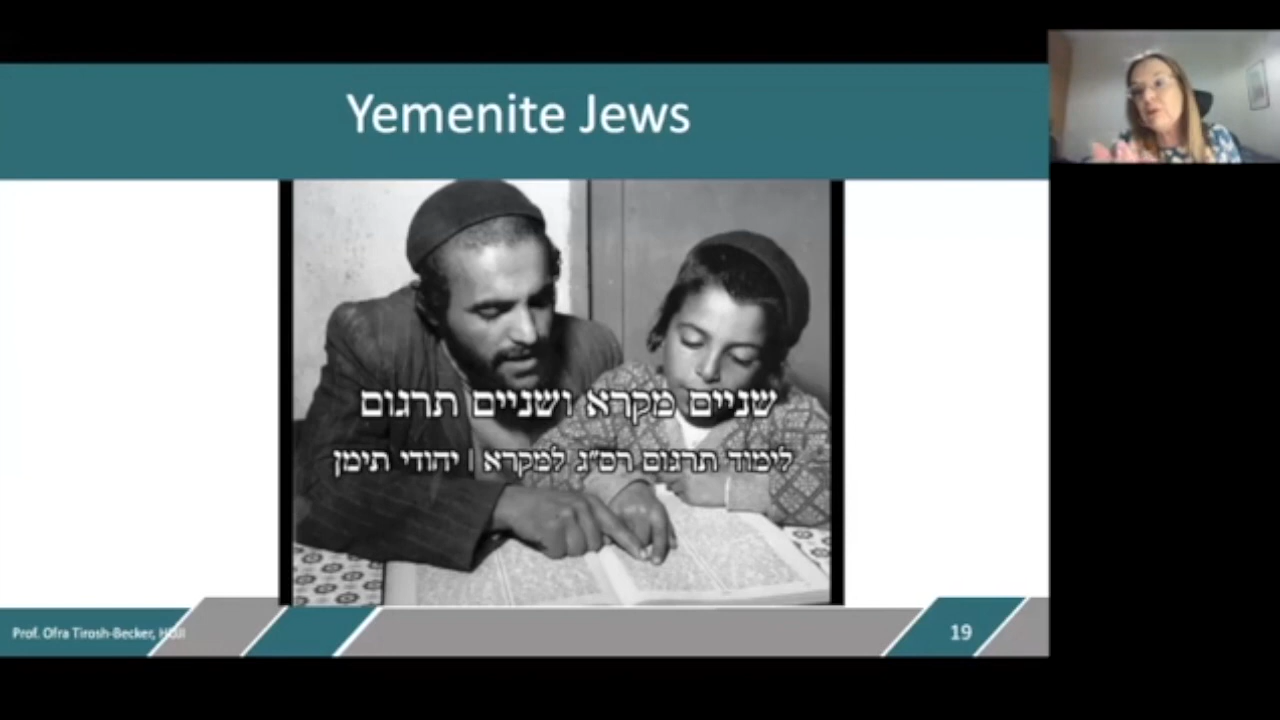 Yemenite Jews
שניים מקרא ושניים תרגום
לימוד תרגום רס"ג למקרא | יהודי תימן
Prof. Ofra Tirosh-Becker, HUJI
19